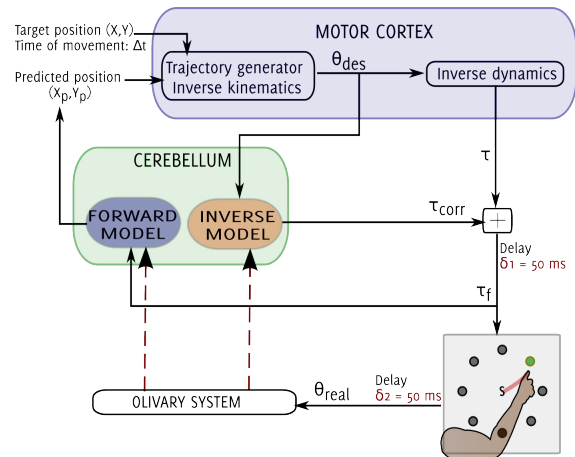 MOTOR CORTEX
Target position (X,Y)
Time of movement: Δt
Predicted position
(Xp,Yp)
Trajectory generator
Inverse kinematics
θdes
Inverse dynamics
CEREBELLUM
FORWARD
MODEL
INVERSE
MODEL
τ
τcorr
+
Delay
δ1 = 50 ms
τf
S
OLIVARY SYSTEM
θreal
Delay
δ2 = 50 ms